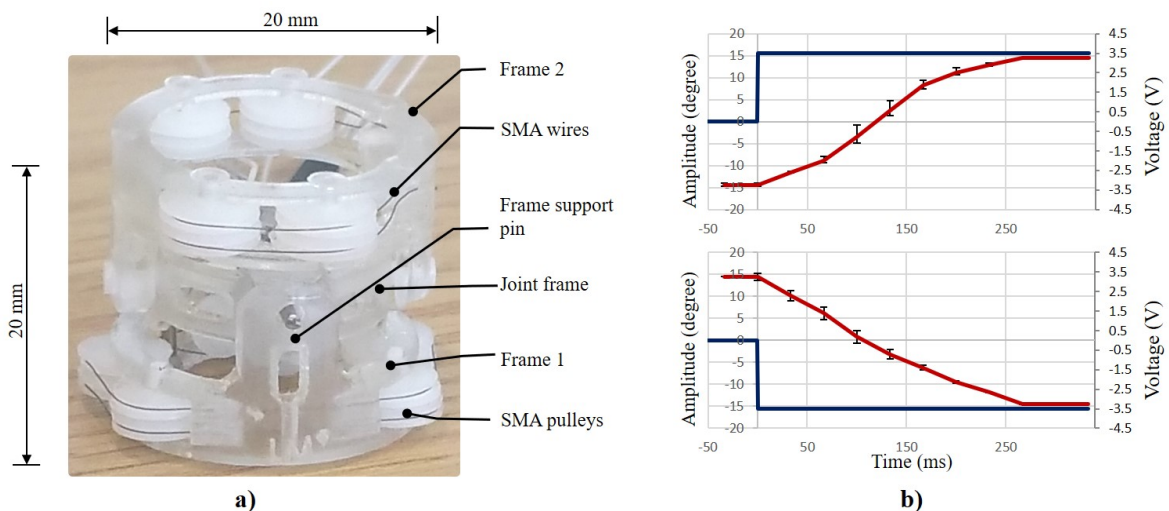 20 mm
20 mm
Frame 2
SMA wires
Frame support
pin
Joint frame
Frame 1
SMA pulleys
a)
Amplitude (degree)
20
15
10
5
0
-5
-10
-15
-20
4.5
3.5
2.5
1.5
0.5
-0.5
-1.5
-2.5
-3.5
-4.5
Voltage (V)
-50 50 150 250
Amplitude (degree)
20
15
10
5
0
-5
-10
-15
-20
4.5
3.5
2.5
1.5
0.5
-0.5
-1.5
-2.5
-3.5
-4.5
Voltage (V)
-50 50 150 250
Time (ms)
b)